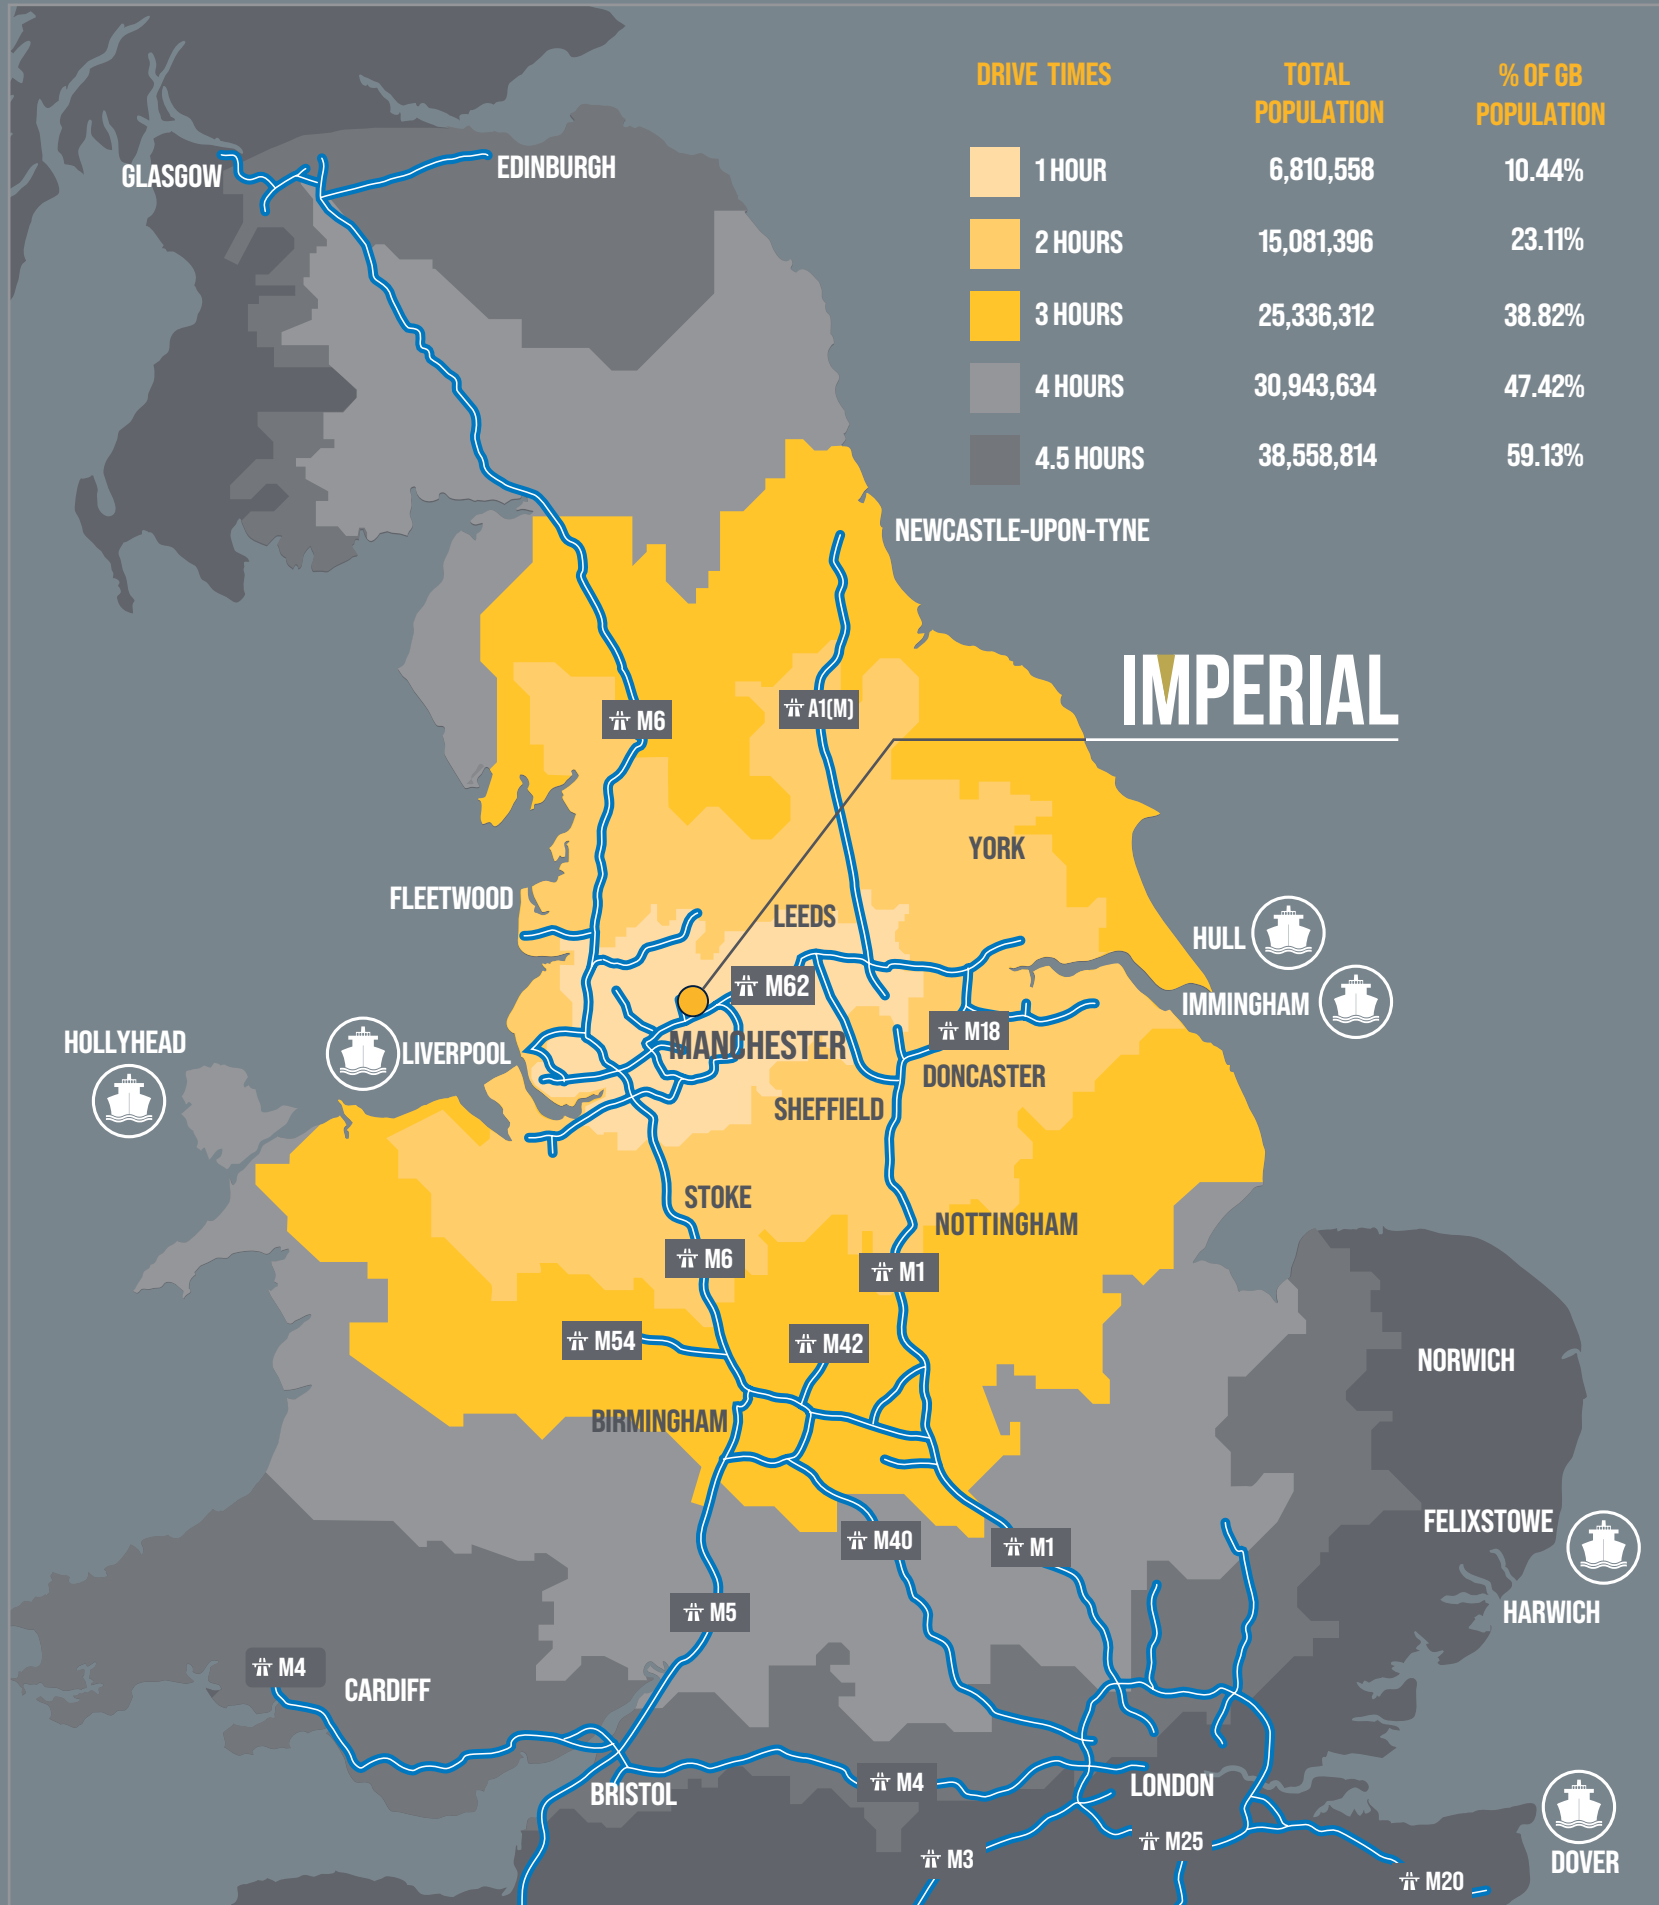 DRIVE TIMES
TOTAL
POPULATION
% OF GB
POPULATION
1 HOUR 6,810,558 10.44%
2 HOURS 15,081,396 23.11%
3 HOURS 25,336,312 38.82%
4 HOURS 30,943,634 47.42%
4.5 HOURS 38,558,814 59.13%
GLASGOW
EDINBURGH
NEWCASTLE-UPON-TYNE
IMPERIAL
M6
A1(M)
YORK
FLEETWOOD
LEEDS
HULL
M62
IMMINGHAM
M18
HOLLYHEAD
LIVERPOOL
MANCHESTER
DONCASTER
SHEFFIELD
STOKE
NOTTINGHAM
M6
M1
M54
M42
NORWICH
BIRMINGHAM
FELIXSTOWE
M40
M1
HARWICH
M5
M4
CARDIFF
M4
LONDON
BRISTOL
M25
M3
DOVER
M20